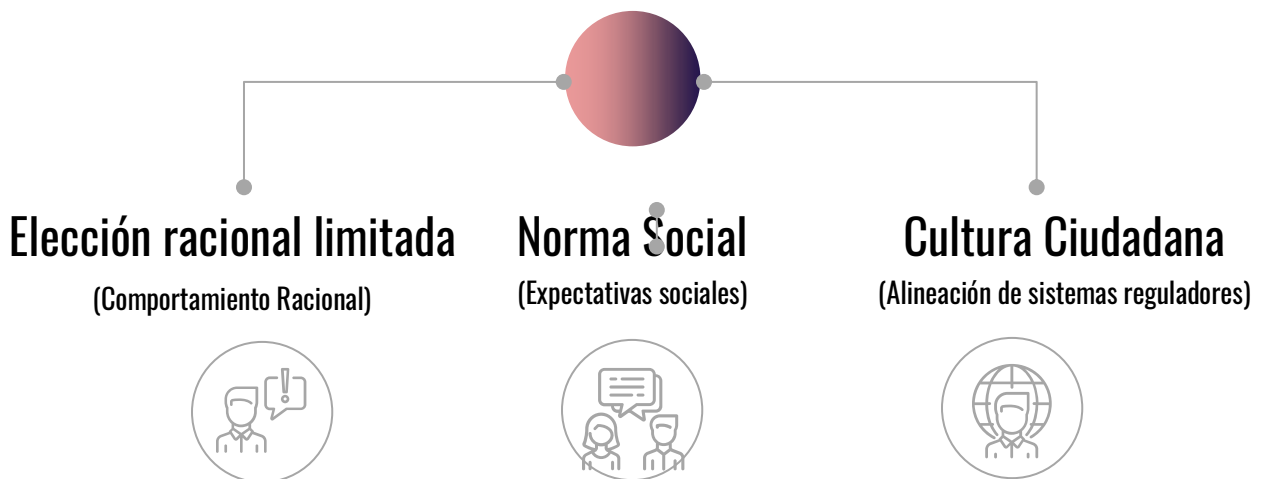 Elección racional limitada
(Comportamiento Racional)
Norma Social
(Expectativas sociales)
Cultura Ciudadana
(Alineación de sistemas reguladores)